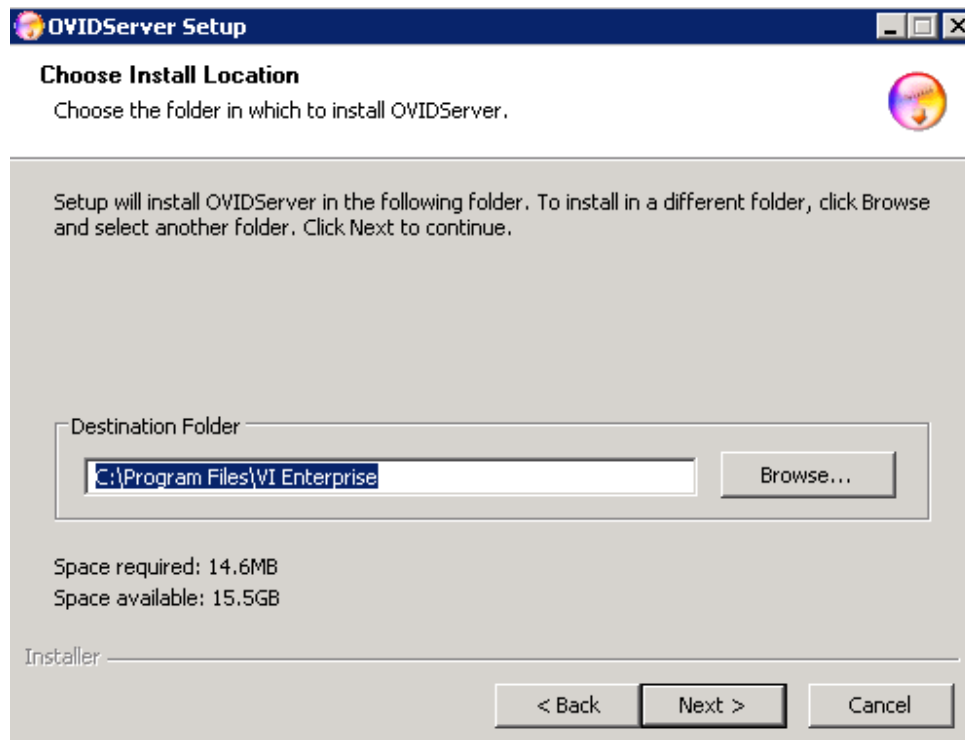 OVIDServer Setup
Choose Install Location
Choose the folder in which to install OVIDServer.
Setup will install OVIDServer in the following folder. To install in a different folder, click Browse
and select another folder. Click Next to continue.
Destination Folder
C:\Program Files\VI Enterprise
Browse...
Space required: 14.6MB
Space available: 15.5GB
Installer
< Back
Next >
Cancel